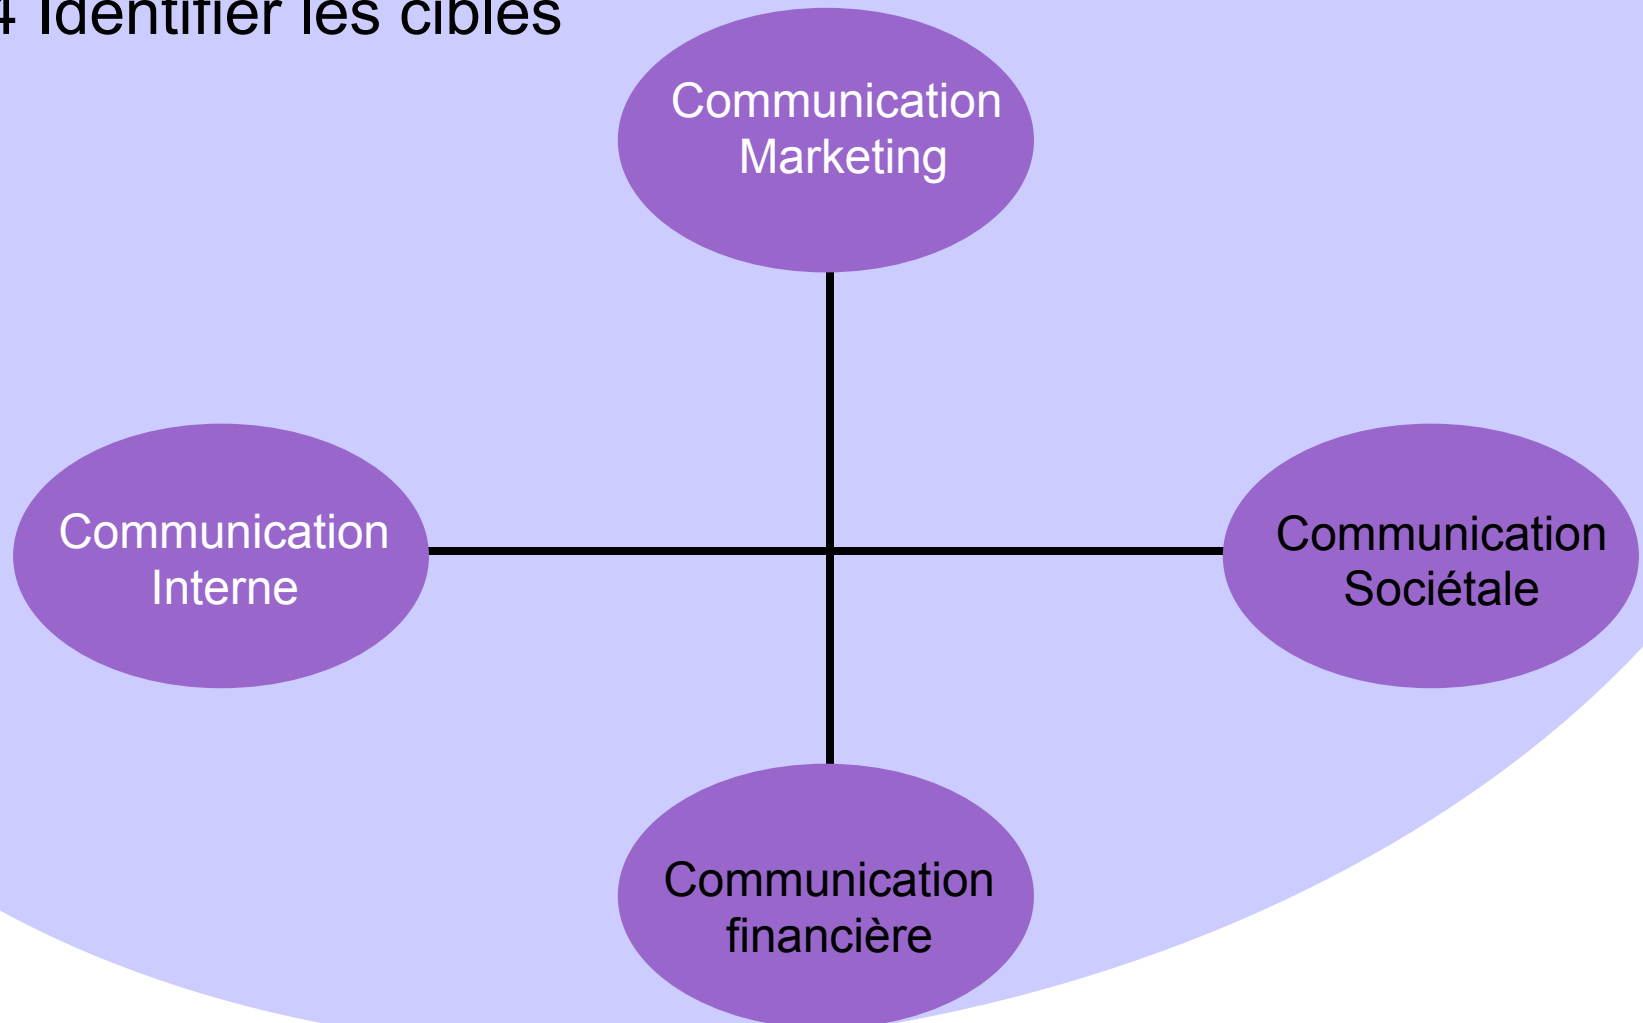 4 Identifier les cibles
Communication
Marketing
Communication
Interne
Communication
Sociétale
Communication
financière